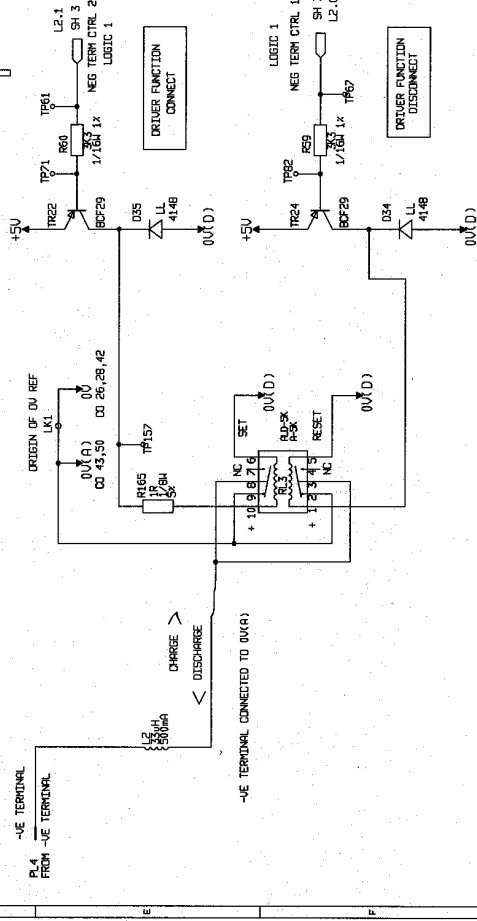 -VE TERMINAL
PL4
FROM -VE TERMINAL
L2
33uH
500mA
CHARGE >
< DISCHARGE
-VE TERMINAL CONNECTED TO 0V(A)
ORIGIN OF 0V REF
LK1
0V(A)
CO 43,50
0V
CO 26,28,42
TP157
R165
1R
1/8W
5%
SET
0V(D)
+ 10 9 8 7 6
NC
RL3
NC
+ 1 2 3 4 5
A-5K
RESET
0V(D)
+5V
TR22
BCF29
D35
LL
4148
0V(D)
TP71
R60
3K3
1/16W 1%
TP61
L2.1
SH 3
NEG TERM CTRL 2
LOGIC 1
DRIVER FUNCTION
CONNECT
+5V
TR24
BCF29
D34
LL
4148
0V(D)
TP82
R59
3K3
1/16W 1%
TP67
LOGIC 1
NEG TERM CTRL 1
SH
L2.0
DRIVER FUNCTION
DISCONNECT
E
F